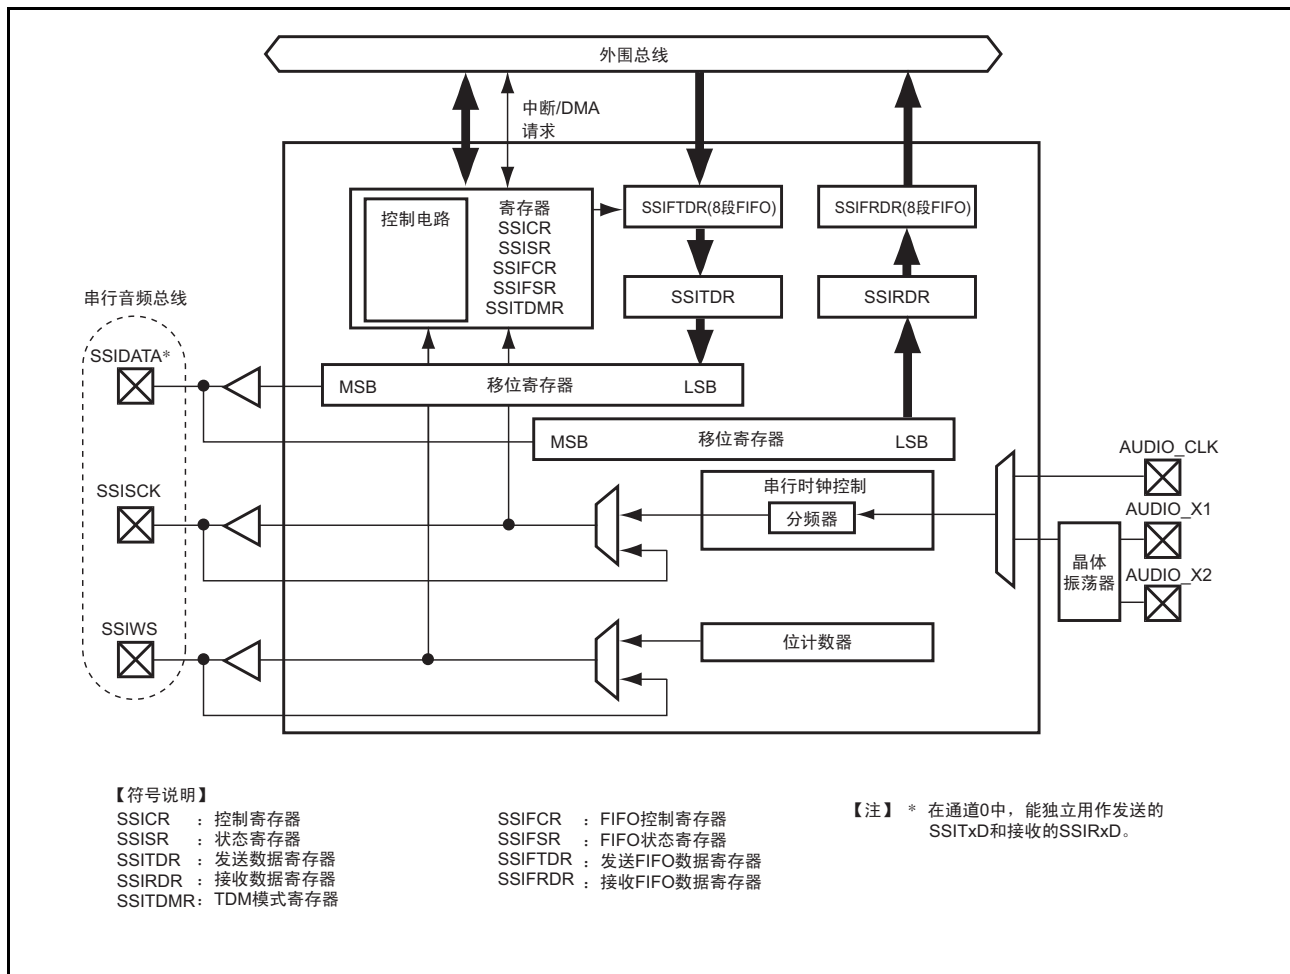 外围总线
中断/DMA
请求
控制电路
寄存器
SSICR
SSISR
SSIFCR
SSIFSR
SSITDMR
SSIFTDR(8段FIFO)
SSIFRDR(8段FIFO)
SSITDR
SSIRDR
串行音频总线
SSIDATA*
MSB 移位寄存器 LSB
MSB 移位寄存器 LSB
AUDIO_CLK
SSISCK
串行时钟控制
分频器
AUDIO_X1
晶体
振荡器
AUDIO_X2
SSIWS
位计数器
【符号说明】
SSICR : 控制寄存器
SSISR : 状态寄存器
SSITDR : 发送数据寄存器
SSIRDR : 接收数据寄存器
SSITDMR: TDM模式寄存器
SSIFCR : FIFO控制寄存器
SSIFSR : FIFO状态寄存器
SSIFTDR : 发送FIFO数据寄存器
SSIFRDR : 接收FIFO数据寄存器
【注】 * 在通道0中，能独立用作发送的
SSITxD和接收的SSIRxD。